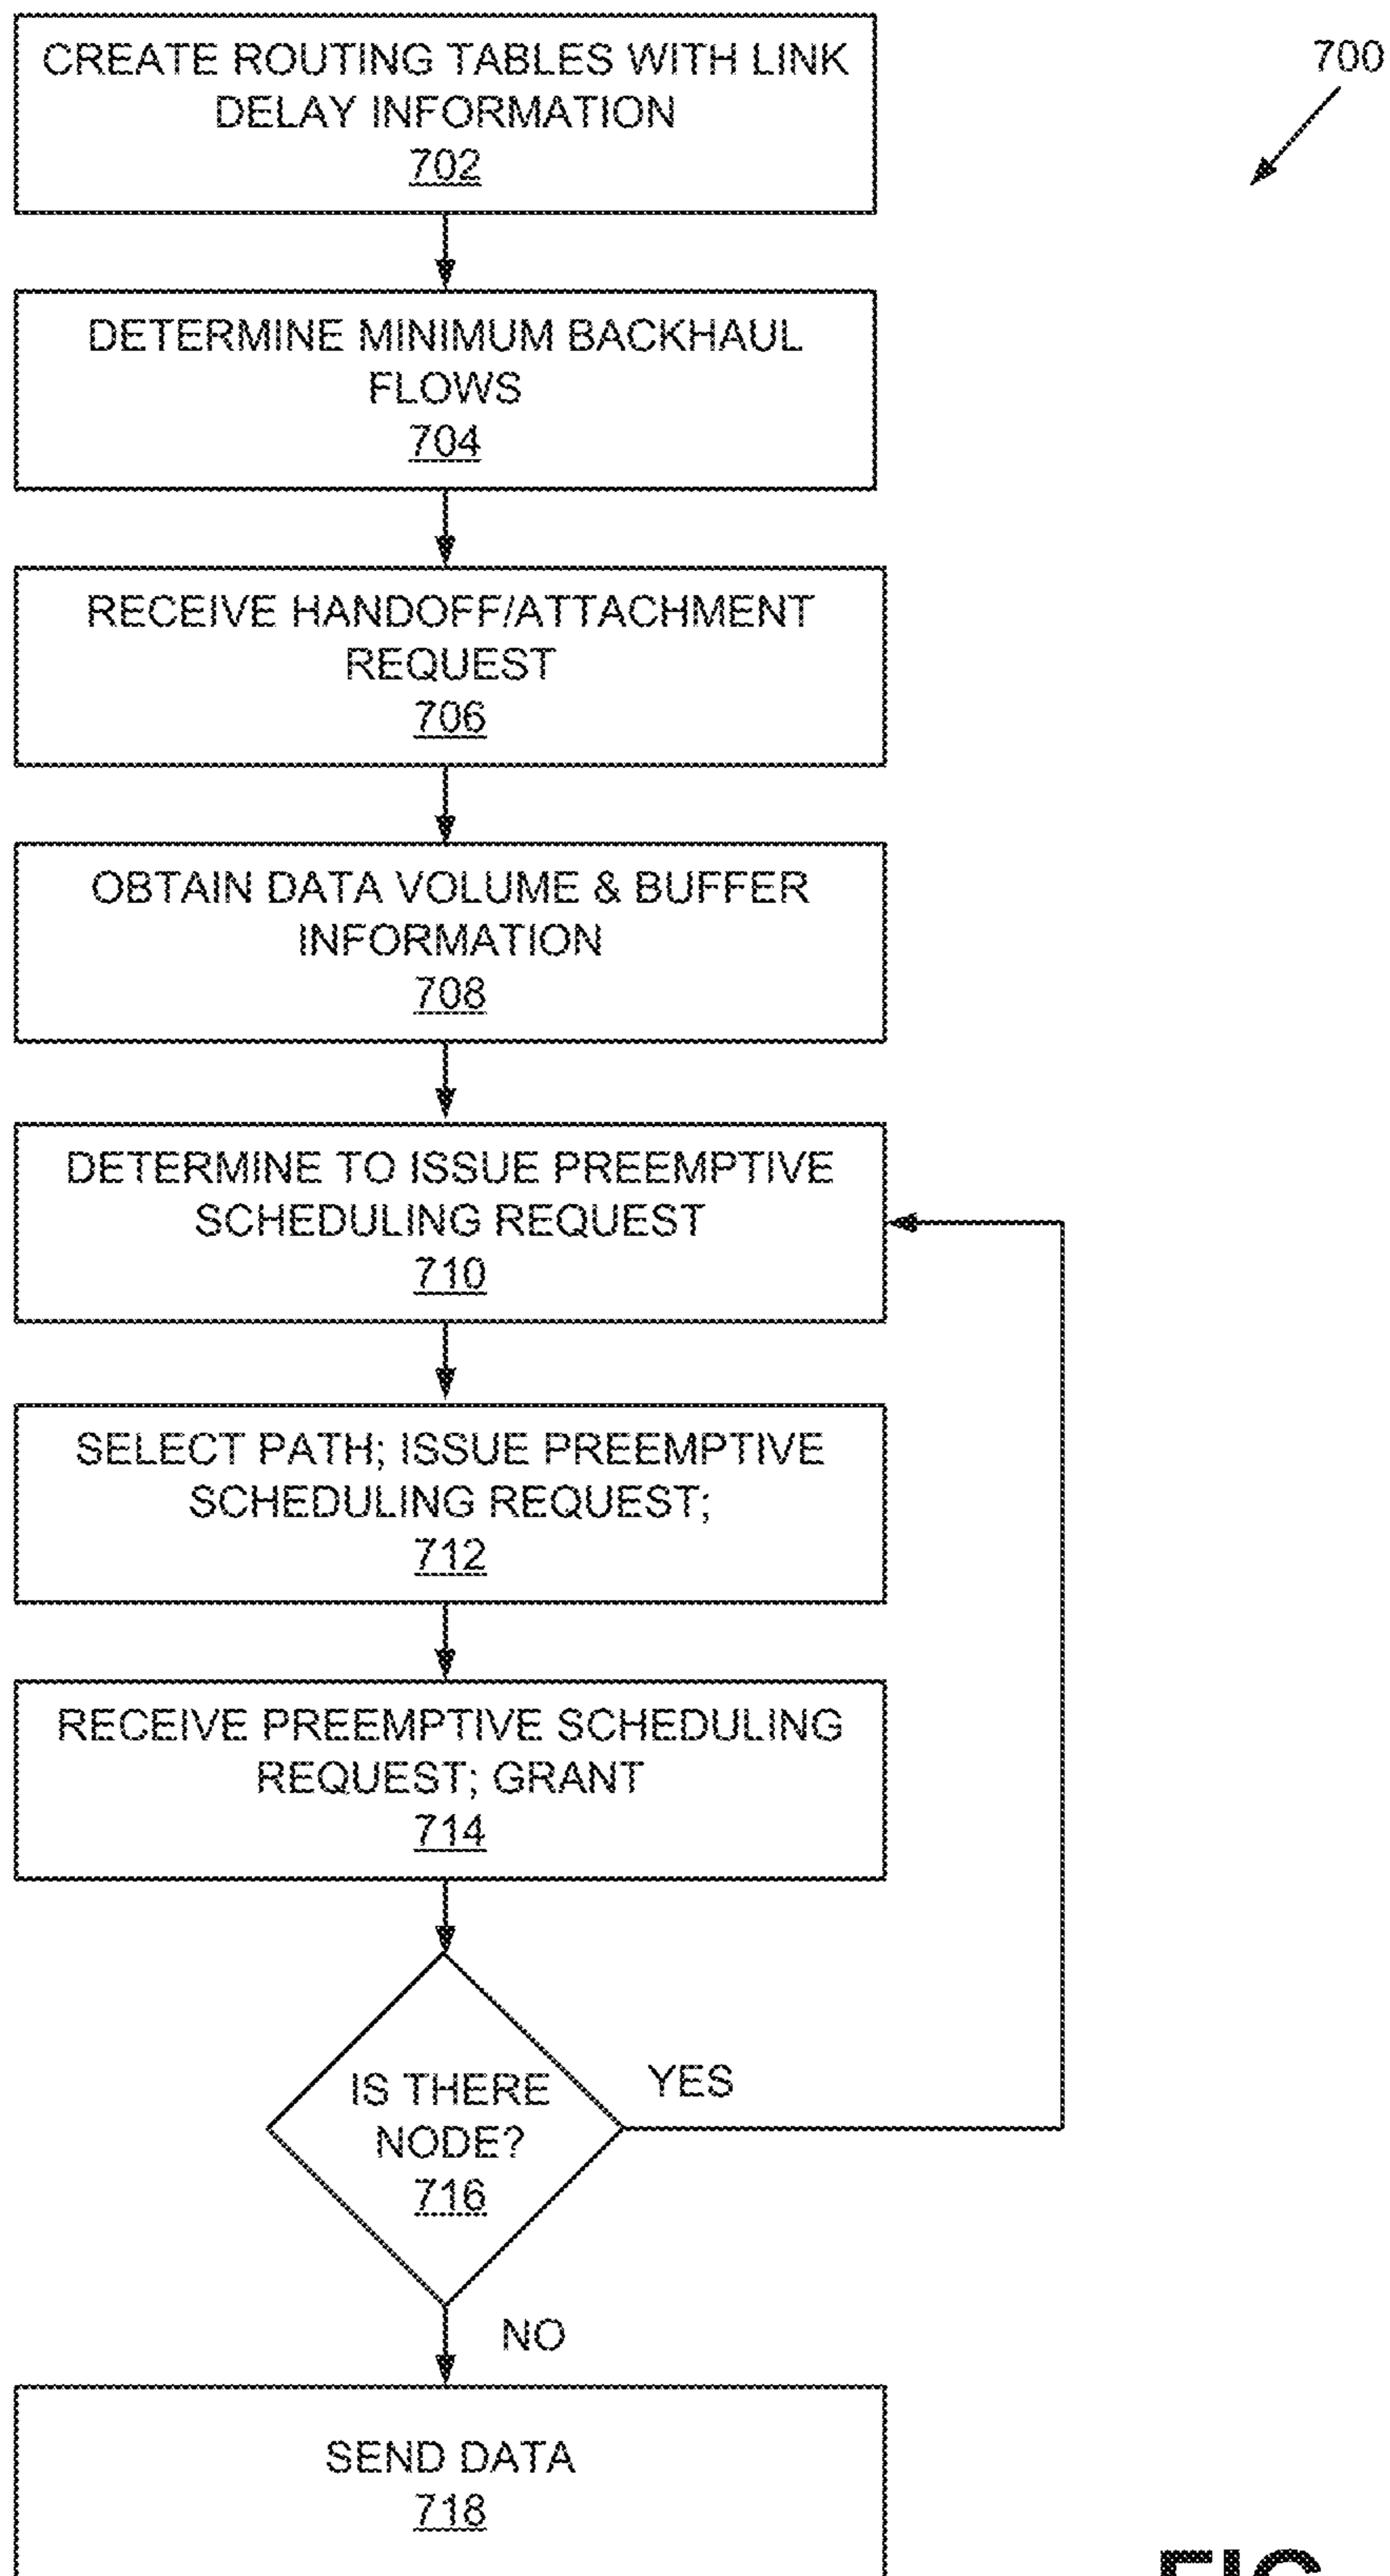 CREATE ROUTING TABLES WITH LINK
DELAY INFORMATION
702
700
DETERMINE MINIMUM BACKHAUL
FLOWS
704
RECEIVE HANDOFF/ATTACHMENT
REQUEST
706
OBTAIN DATA VOLUME & BUFFER
INFORMATION
708
DETERMINE TO ISSUE PREEMPTIVE
SCHEDULING REQUEST
710
SELECT PATH; ISSUE PREEMPTIVE
SCHEDULING REQUEST;
712
RECEIVE PREEMPTIVE SCHEDULING
REQUEST; GRANT
714
IS THERE
NODE?
716
YES
NO
SEND DATA
718
FIG